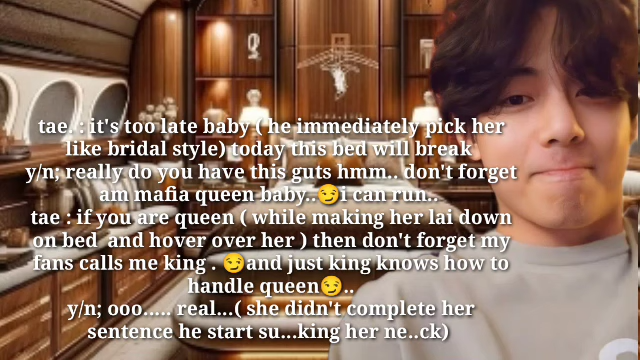 tae. : it's too late baby ( he immediately pick her
like bridal style) today this bed will break
y/n; really do you have this guts hmm.. don't forget
am mafia queen baby..😏i can run..
tae : if you are queen ( while making her lai down
on bed and hover over her ) then don't forget my
fans calls me king . 😏and just king knows how to
handle queen😏..
y/n; ooo..... real...( she didn't complete her
sentence he start su...king her ne..ck)